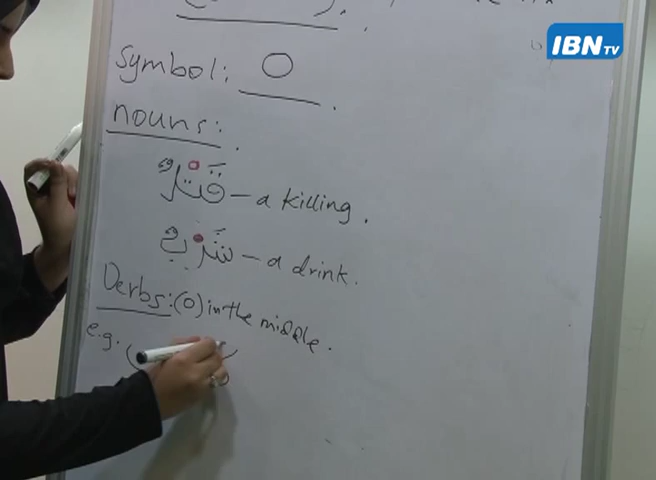 IBN TV
symbol: O .
nouns: .
قَتْلٌ — a killing .
شَرْبٌ — a drink .
Verbs: (o) in the middle .
e.g.